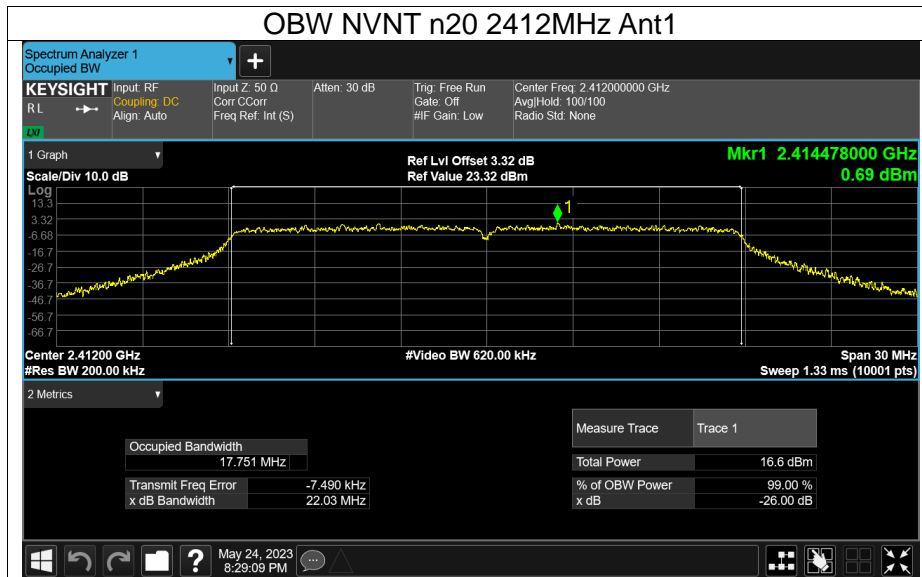 OBW NVNT n20 2412MHz Ant1
Spectrum Analyzer 1
Occupied BW
+
KEYSIGHT Input: RF Input Z: 50 Ω Atten: 30 dB Trig: Free Run Center Freq: 2.412000000 GHz
R L Coupling: DC Corr CCorr Gate: Off Avg|Hold: 100/100
Align: Auto Freq Ref: Int (S) #IF Gain: Low Radio Std: None
LXI
1 Graph Ref Lvl Offset 3.32 dB Mkr1 2.414478000 GHz
Scale/Div 10.0 dB Ref Value 23.32 dBm 0.69 dBm
Log
13.3
3.32
-6.68
-16.7
-26.7
-36.7
-46.7
-56.7
-66.7
1
Center 2.41200 GHz #Video BW 620.00 kHz Span 30 MHz
#Res BW 200.00 kHz Sweep 1.33 ms (10001 pts)
2 Metrics
Measure Trace Trace 1
Occupied Bandwidth
17.751 MHz Total Power 16.6 dBm
Transmit Freq Error -7.490 kHz % of OBW Power 99.00 %
x dB Bandwidth 22.03 MHz x dB -26.00 dB
? May 24, 2023
8:29:09 PM